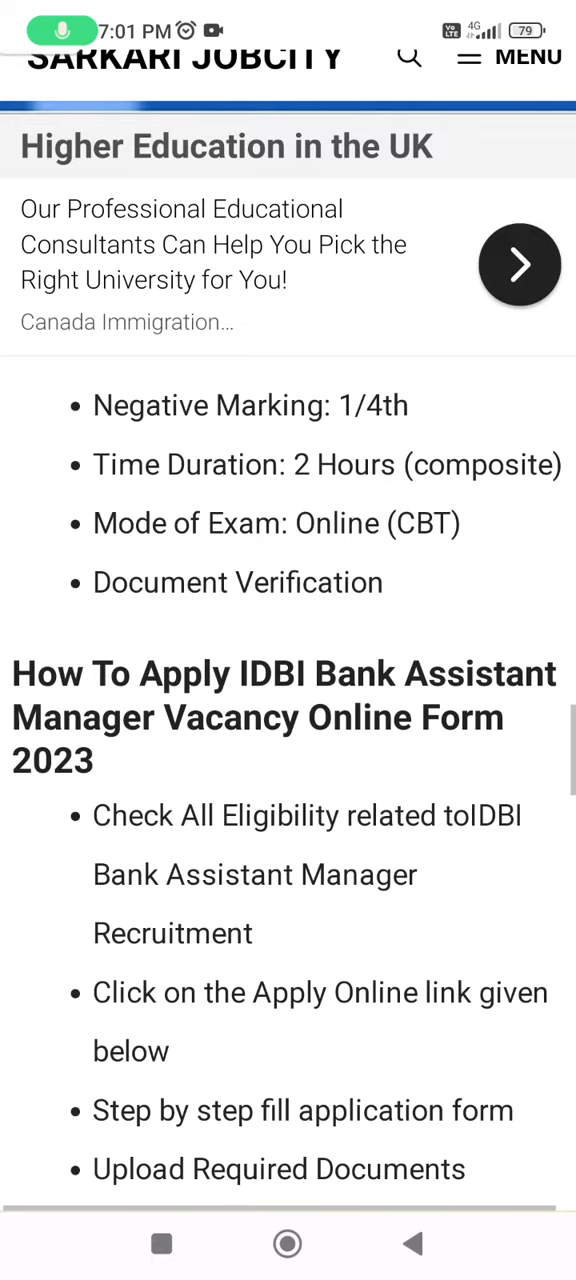 7:01 PM
Vo LTE 4G 79
SARKARI JOBCITY MENU
Higher Education in the UK
Our Professional Educational
Consultants Can Help You Pick the
Right University for You!
Canada Immigration...
• Negative Marking: 1/4th
• Time Duration: 2 Hours (composite)
• Mode of Exam: Online (CBT)
• Document Verification
How To Apply IDBI Bank Assistant
Manager Vacancy Online Form
2023
• Check All Eligibility related toIDBI
Bank Assistant Manager
Recruitment
• Click on the Apply Online link given
below
• Step by step fill application form
• Upload Required Documents